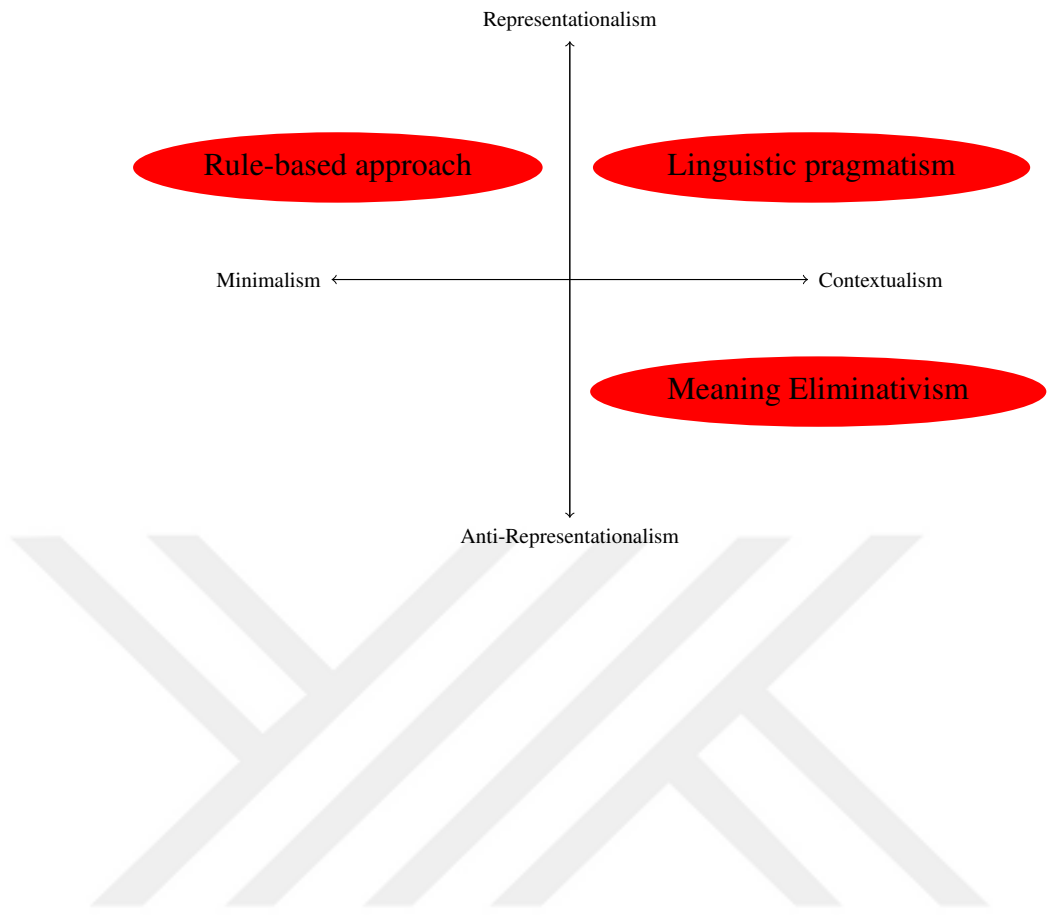 Representationalism
Rule-based approach
Linguistic pragmatism
Minimalism
Contextualism
Meaning Eliminativism
Anti-Representationalism